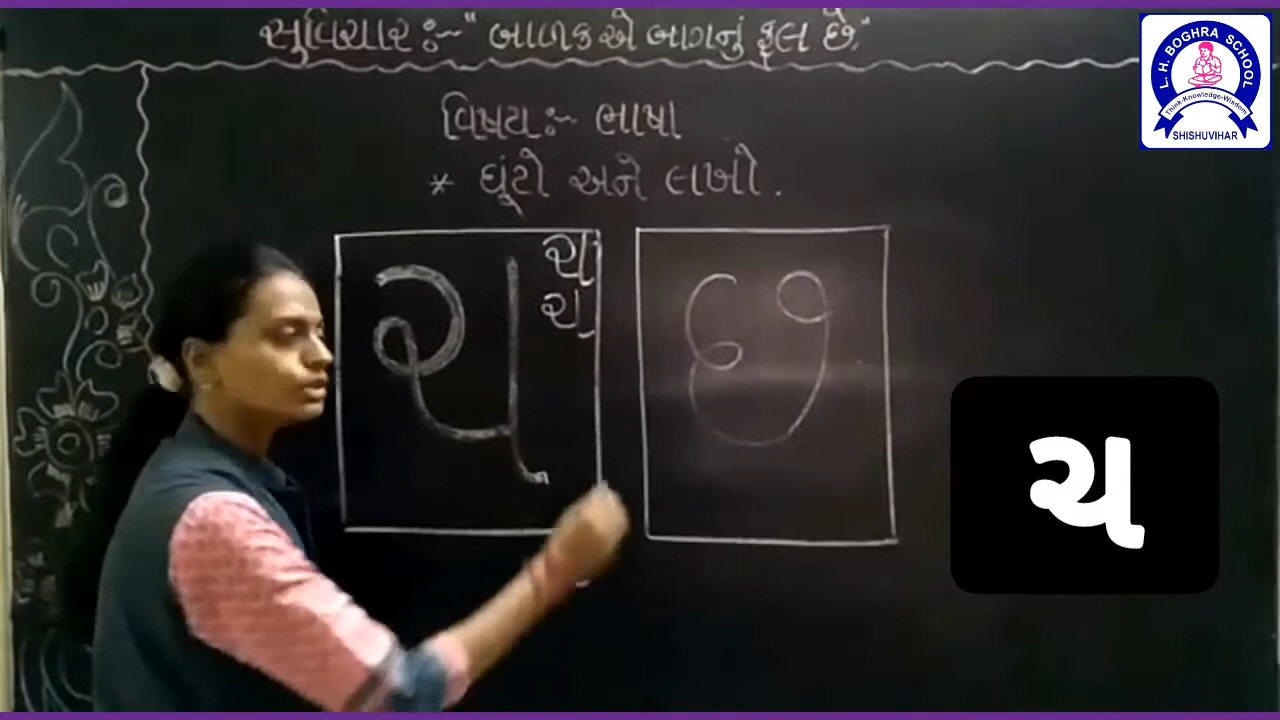 સુવિચાર :~ "બાળક એ બાગનું ફૂલ છે."
વિષય :~ ભાષા
* ઘૂંટો અને લખો.
ચ
ચ
ચ
છ
ચ
L. H. BOGHRA SCHOOL
Think-Knowledge-Wisdom
SHISHUVIHAR